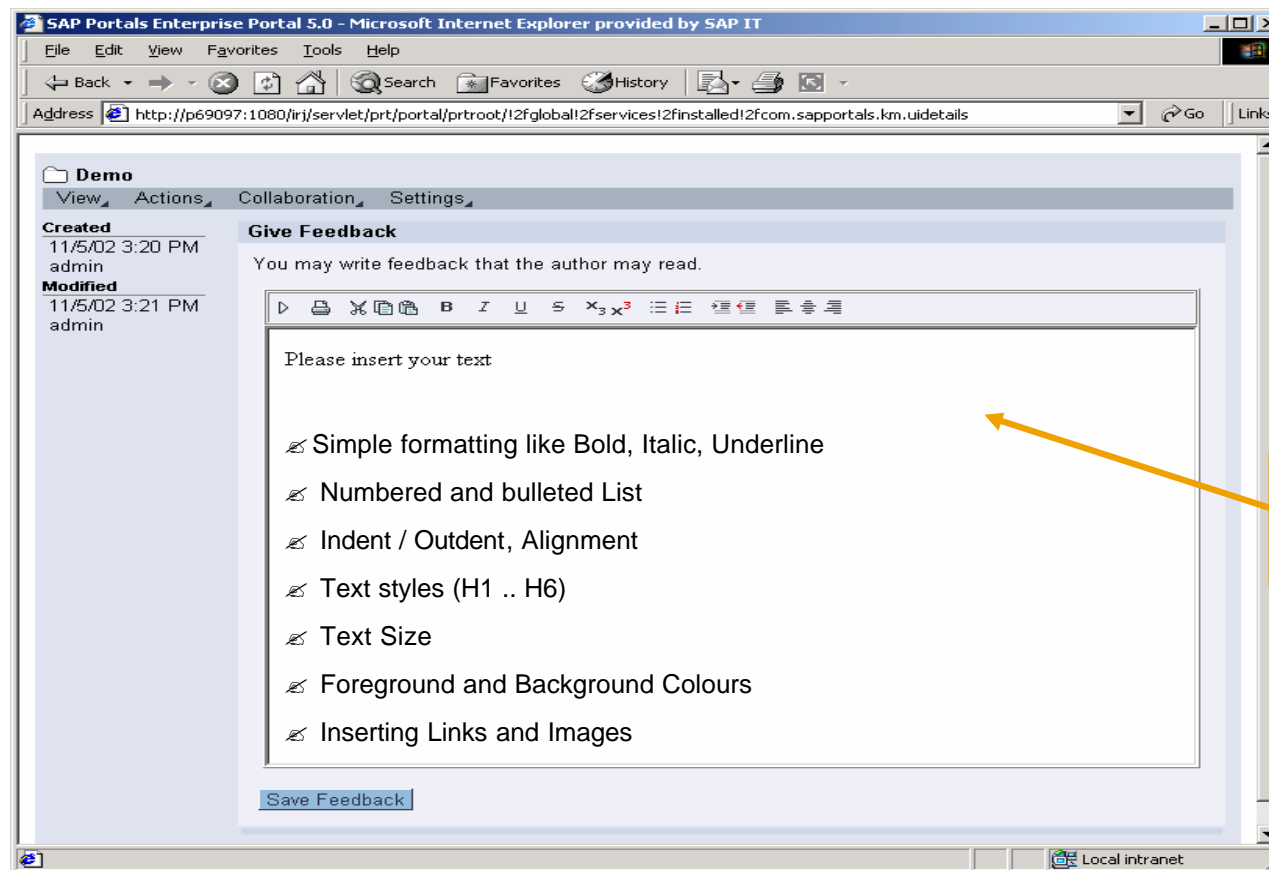 SAP Portals Enterprise Portal 5.0 - Microsoft Internet Explorer provided by SAP IT
File Edit View Favorites Tools Help
Back Search Favorites History
Address http://p69097:1080/irj/servlet/prt/portal/prtroot/!2fglobal!2fservices!2finstalled!2fcom.sapportals.km.uidetails Go Links
Demo
View Actions Collaboration Settings
Created
11/5/02 3:20 PM
admin
Modified
11/5/02 3:21 PM
admin
Give Feedback
You may write feedback that the author may read.
B I U S x3 x3
Please insert your text
Simple formatting like Bold, Italic, Underline
Numbered and bulleted List
Indent / Outdent, Alignment
Text styles (H1 .. H6)
Text Size
Foreground and Background Colours
Inserting Links and Images
Save Feedback
Local intranet